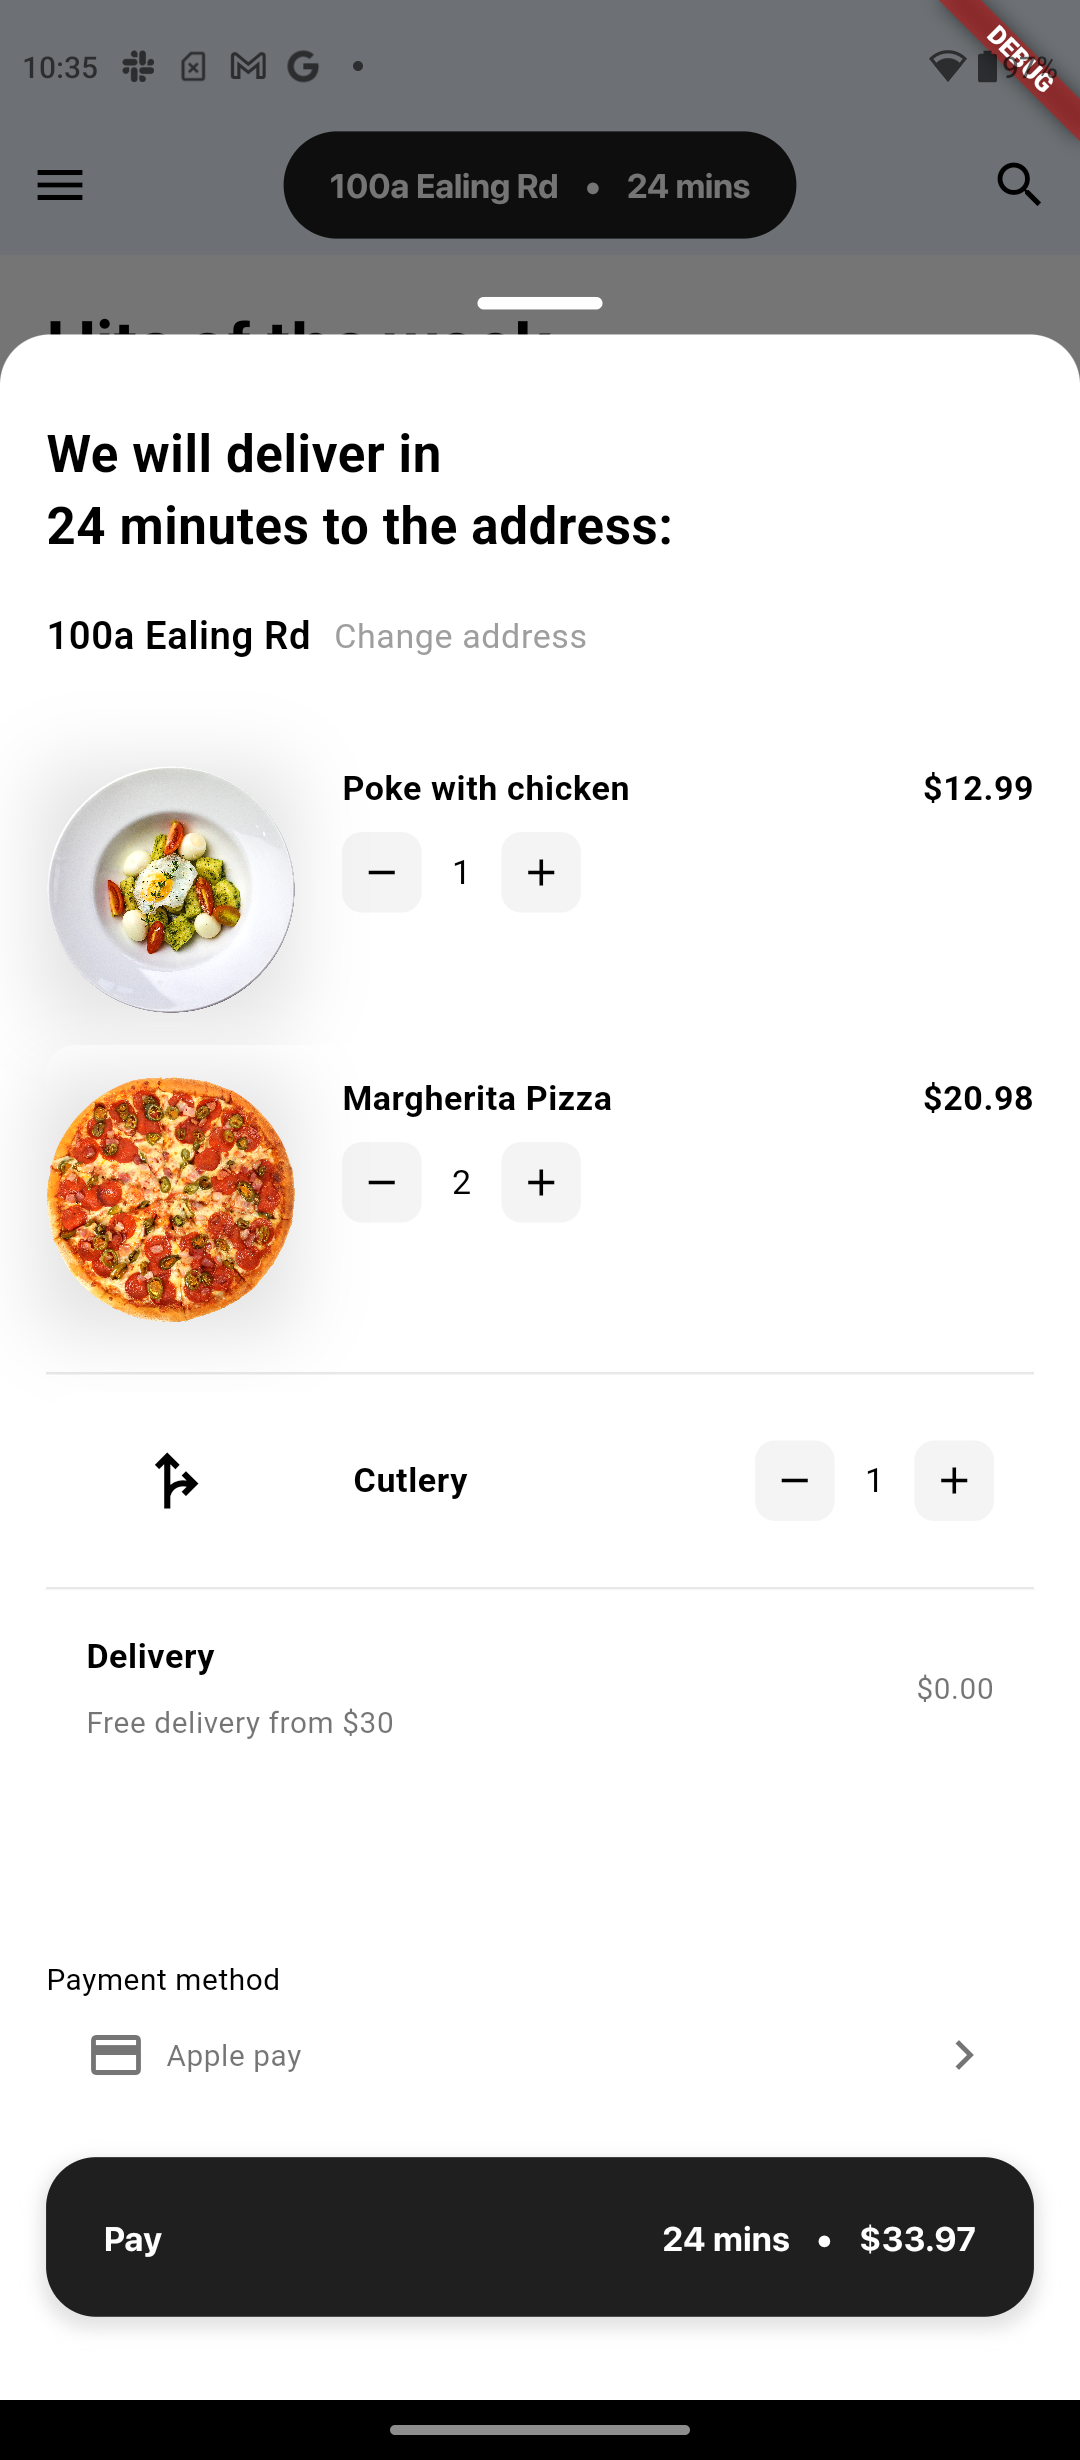 10:35
DEBUG
100a Ealing Rd • 24 mins
We will deliver in
24 minutes to the address:
100a Ealing Rd Change address
Poke with chicken $12.99
1
Margherita Pizza $20.98
2
Cutlery 1
Delivery
$0.00
Free delivery from $30
Payment method
Apple pay
Pay 24 mins • $33.97